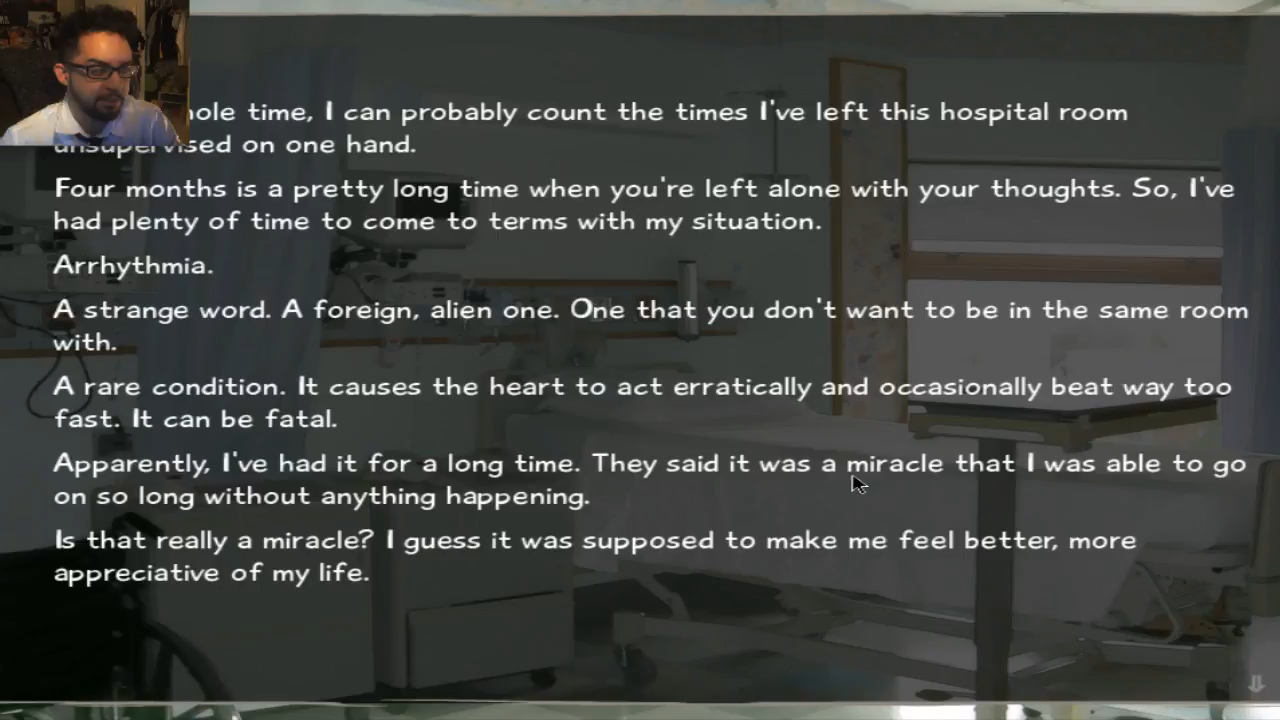 time, I can probably count the times I've left this hospital room
on one hand.
Four months is a pretty long time when you're left alone with your thoughts. So, I've
had plenty of time to come to terms with my situation.
Arrhythmia.
A strange word. A foreign, alien one. One that you don't want to be in the same room
with.
A rare condition. It causes the heart to act erratically and occasionally beat way too
fast. It can be fatal.
Apparently, I've had it for a long time. They said it was a miracle that I was able to go
on so long without anything happening.
Is that really a miracle? I guess it was supposed to make me feel better, more
appreciative of my life.